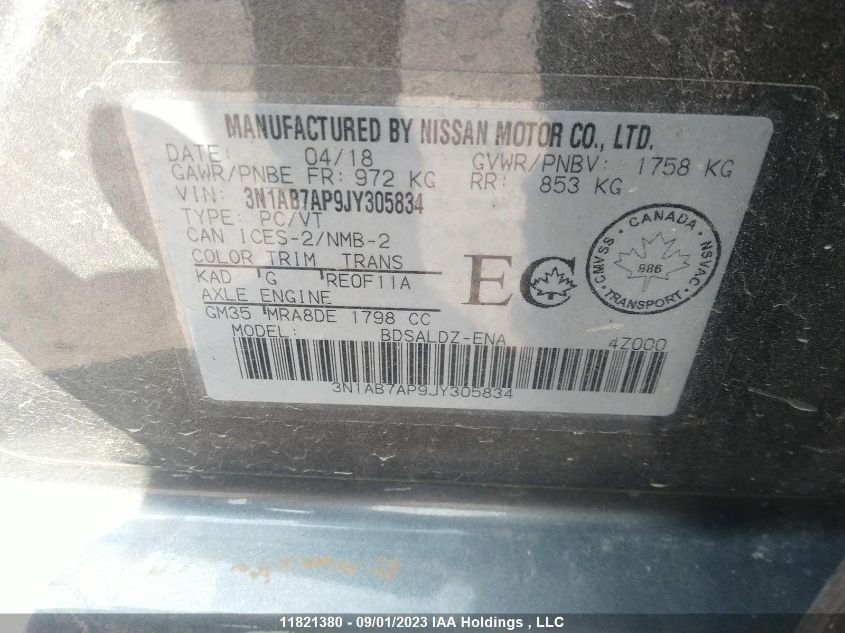 MANUFACTURED BY NISSAN MOTOR CO., LTD.
DATE: 04/18 GVWR/PNBV: 1758 KG
GAWR/PNBE FR: 972 KG RR: 853 KG
VIN: 3N1AB7AP9JY305834
TYPE: PC/VT
CAN ICES-2/NMB-2
COLOR TRIM TRANS
KAD G RE0F11A
AXLE ENGINE
GM35 MRA8DE 1798 CC
MODEL: BDSALDZ-ENA 4Z000
3N1AB7AP9JY305834
EC
CANADA
CMVSS NSVAC
986
TRANSPORT
11821380 - 09/01/2023 IAA Holdings , LLC